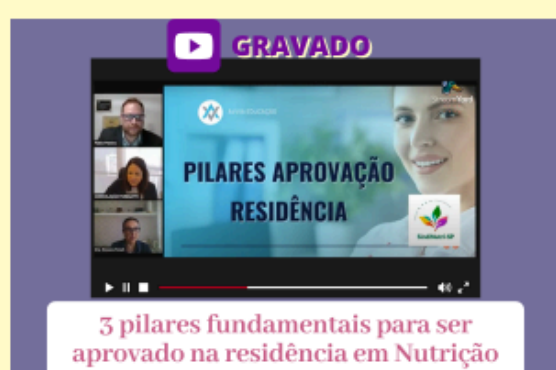 GRAVADO
PILARES APROVAÇÃO
RESIDÊNCIA
3 pilares fundamentais para ser
aprovado na residência em Nutrição